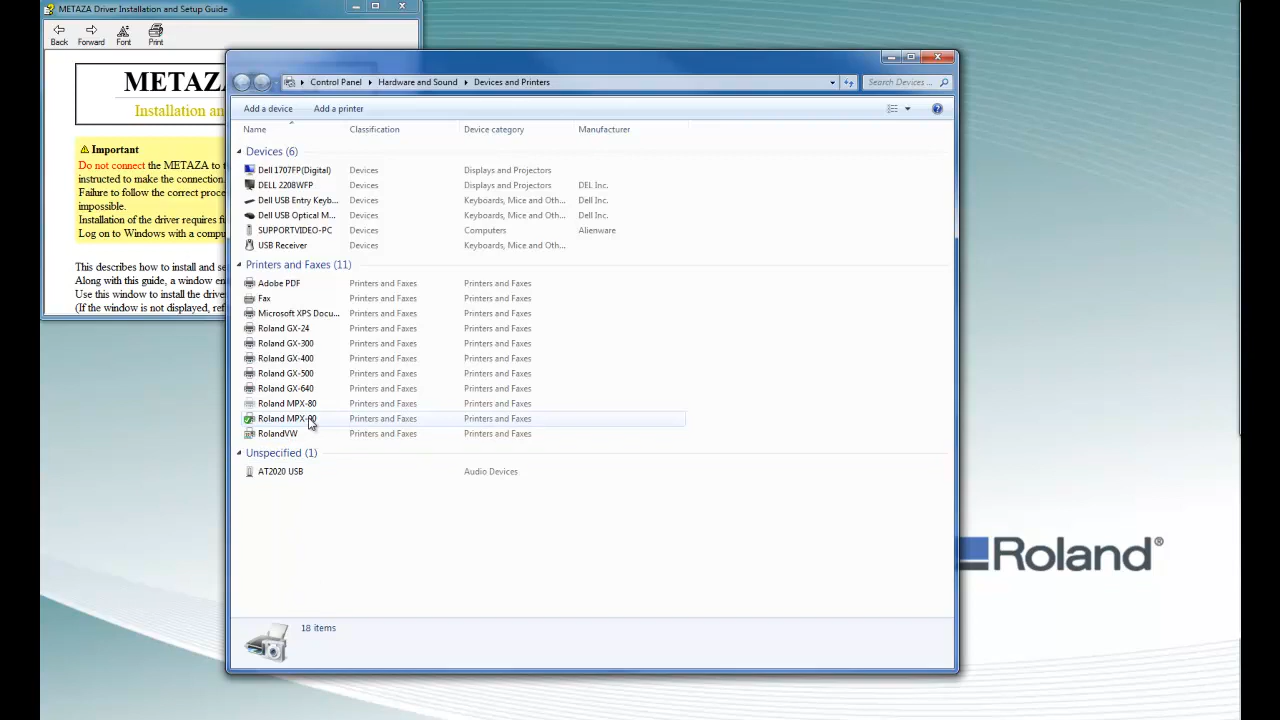 METAZA Driver Installation and Setup Guide
Back Forward Font Print
METAZA
Installation an
Important
Do not connect the METAZA to t
instructed to make the connection.
Failure to follow the correct proce
impossible.
Installation of the driver requires fu
Log on to Windows with a compu
This describes how to install and se
Along with this guide, a window en
Use this window to install the drive
(If the window is not displayed, ref
Control Panel Hardware and Sound Devices and Printers
Search Devices ...
Add a device Add a printer
Name Classification Device category Manufacturer
Devices (6)
Dell 1707FP(Digital) Devices Displays and Projectors
DELL 2208WFP Devices Displays and Projectors DEL Inc.
Dell USB Entry Keyb... Devices Keyboards, Mice and Oth... Dell Inc.
Dell USB Optical M... Devices Keyboards, Mice and Oth... Dell Inc.
SUPPORTVIDEO-PC Devices Computers Alienware
USB Receiver Devices Keyboards, Mice and Oth...
Printers and Faxes (11)
Adobe PDF Printers and Faxes Printers and Faxes
Fax Printers and Faxes Printers and Faxes
Microsoft XPS Docu... Printers and Faxes Printers and Faxes
Roland GX-24 Printers and Faxes Printers and Faxes
Roland GX-300 Printers and Faxes Printers and Faxes
Roland GX-400 Printers and Faxes Printers and Faxes
Roland GX-500 Printers and Faxes Printers and Faxes
Roland GX-640 Printers and Faxes Printers and Faxes
Roland MPX-80 Printers and Faxes Printers and Faxes
Roland Printers and Faxes Printers and Faxes
RolandVW Printers and Faxes Printers and Faxes
Unspecified (1)
AT2020 USB Audio Devices
Roland®
18 items